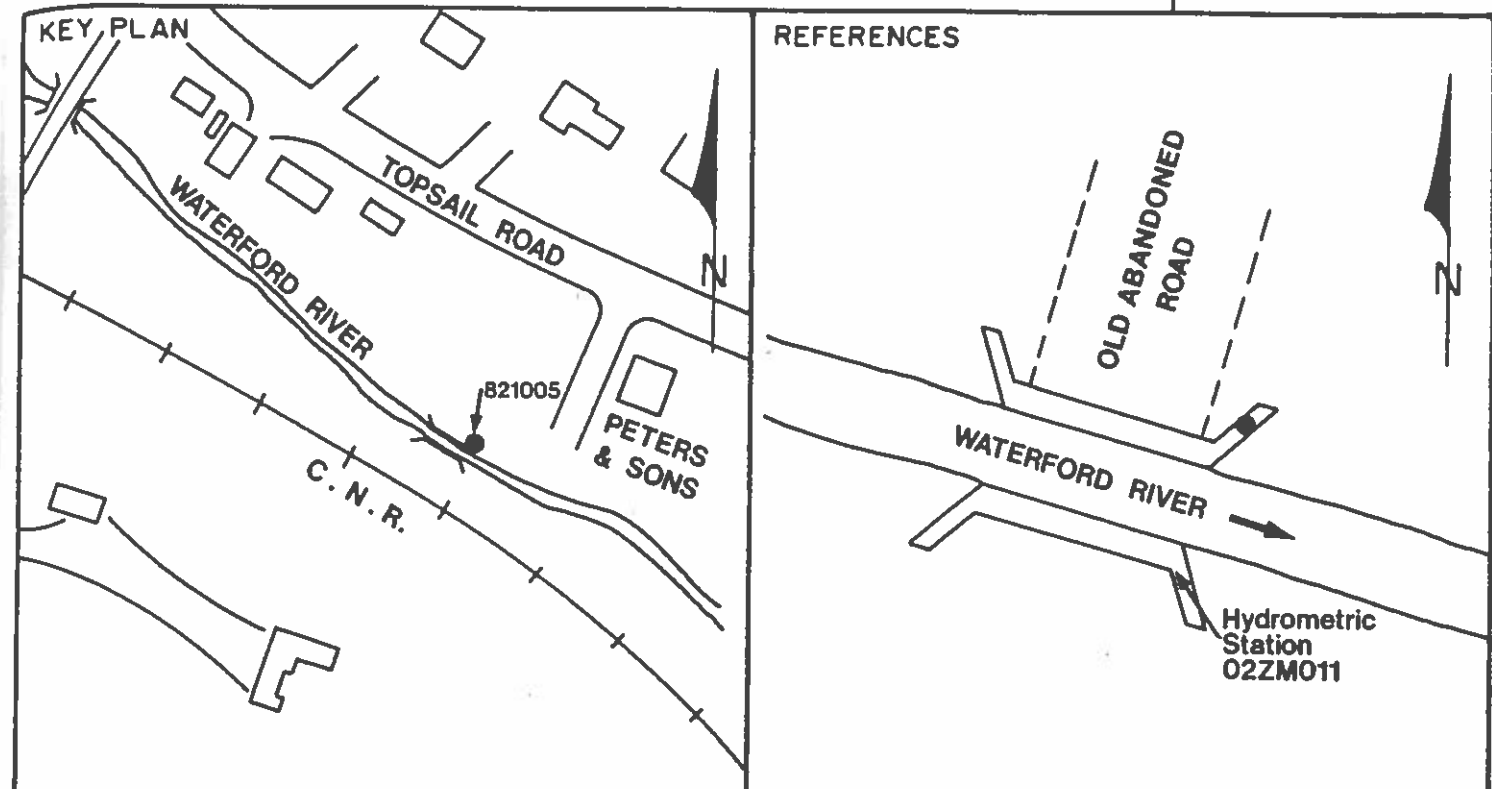 KEY PLAN
TOPSAIL ROAD
WATERFORD RIVER
821005
PETERS
& SONS
C. N. R.
N
REFERENCES
OLD ABANDONED
ROAD
N
WATERFORD RIVER
Hydrometric
Station
02ZM011